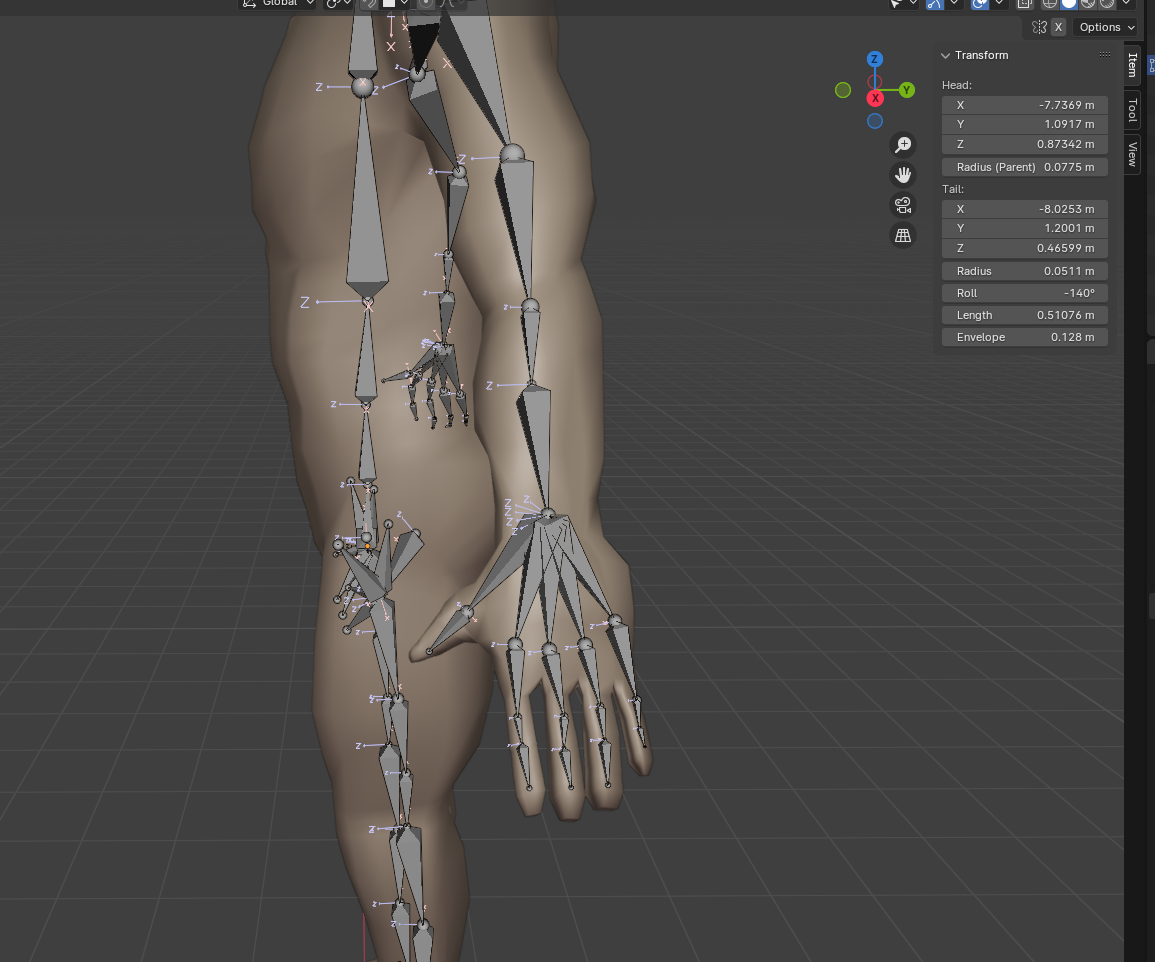 Global
X
Options
Transform
Item
Tool
View
Head:
X -7.7369 m
Y 1.0917 m
Z 0.87342 m
Radius (Parent) 0.0775 m
Tail:
X -8.0253 m
Y 1.2001 m
Z 0.46599 m
Radius 0.0511 m
Roll -140°
Length 0.51076 m
Envelope 0.128 m
Z
Y
X
X
X
Z
Z
Z
Z
Z
Z
X
Z
Z
Z
Z
Z
Z
Z
Z
Z